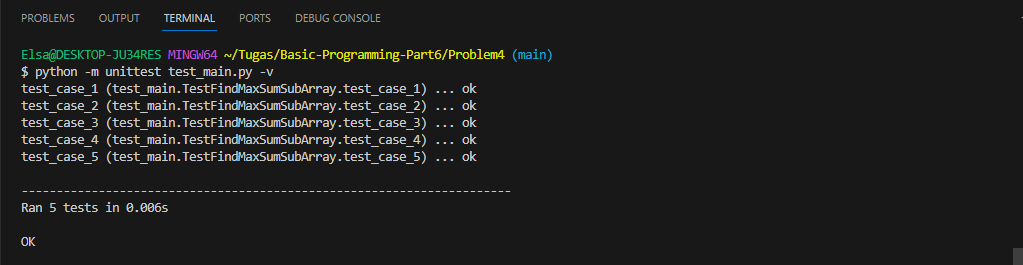 PROBLEMS OUTPUT TERMINAL PORTS DEBUG CONSOLE
Elsa@DESKTOP-JU34RES MINGW64 ~/Tugas/Basic-Programming-Part6/Problem4 (main)
$ python -m unittest test_main.py -v
test_case_1 (test_main.TestFindMaxSumSubArray.test_case_1) ... ok
test_case_2 (test_main.TestFindMaxSumSubArray.test_case_2) ... ok
test_case_3 (test_main.TestFindMaxSumSubArray.test_case_3) ... ok
test_case_4 (test_main.TestFindMaxSumSubArray.test_case_4) ... ok
test_case_5 (test_main.TestFindMaxSumSubArray.test_case_5) ... ok
----------------------------------------------------------------------
Ran 5 tests in 0.006s
OK